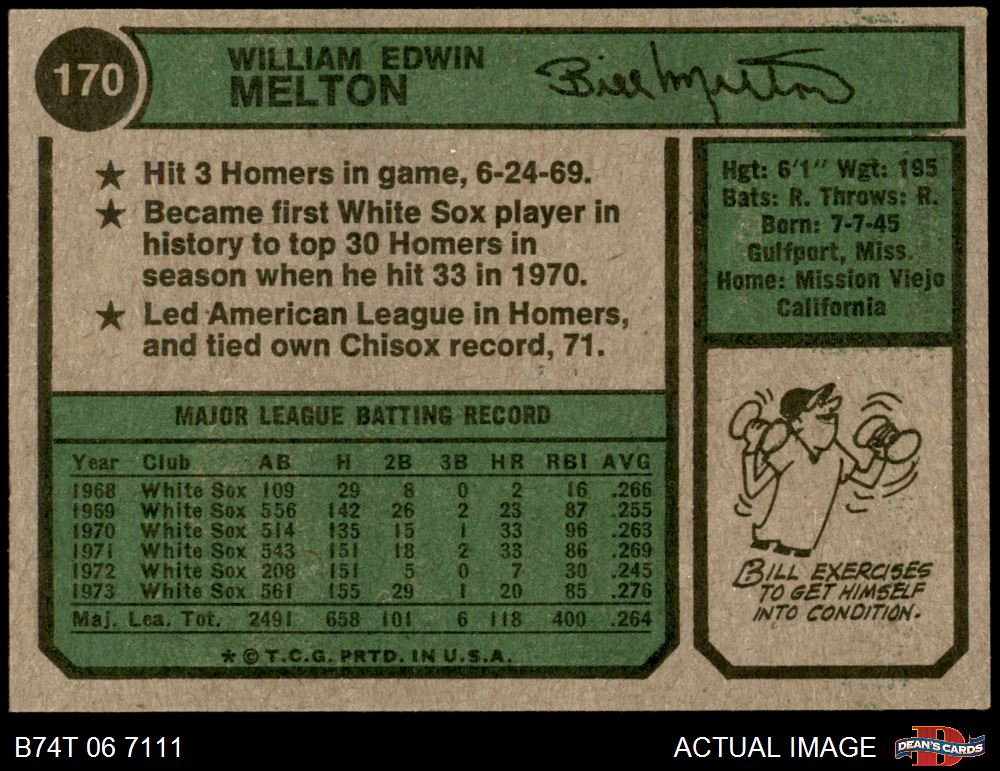 170
WILLIAM EDWIN
MELTON
Bill Melton
★ Hit 3 Homers in game, 6-24-69.
★ Became first White Sox player in
history to top 30 Homers in
season when he hit 33 in 1970.
★ Led American League in Homers,
and tied own Chisox record, 71.
Hgt: 6'1" Wgt: 195
Bats: R. Throws: R.
Born: 7-7-45
Gulfport, Miss.
Home: Mission Viejo
California
MAJOR LEAGUE BATTING RECORD
Year Club AB H 2B 3B HR RBI AVG
1968 White Sox 109 29 8 0 2 16 .266
1969 White Sox 556 142 26 2 23 87 .255
1970 White Sox 514 135 15 1 33 96 .263
1971 White Sox 543 151 18 2 33 86 .269
1972 White Sox 208 151 5 0 7 30 .245
1973 White Sox 561 155 29 1 20 85 .276
Maj. Lea. Tot. 2491 658 101 6 118 400 .264
★ © T.C.G. PRTD. IN U.S.A.
BILL EXERCISES
TO GET HIMSELF
INTO CONDITION.
B74T 06 7111
ACTUAL IMAGE
D
DEAN'S CARDS